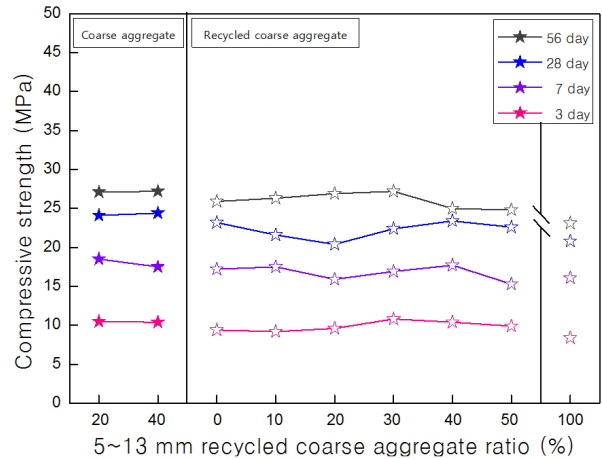 Coarse aggregate
Recycled coarse aggregate
56 day
28 day
7 day
3 day
Compressive strength (MPa)
50
45
40
35
30
25
20
15
10
5
0
20 40 0 10 20 30 40 50 100
5~13 mm recycled coarse aggregate ratio (%)